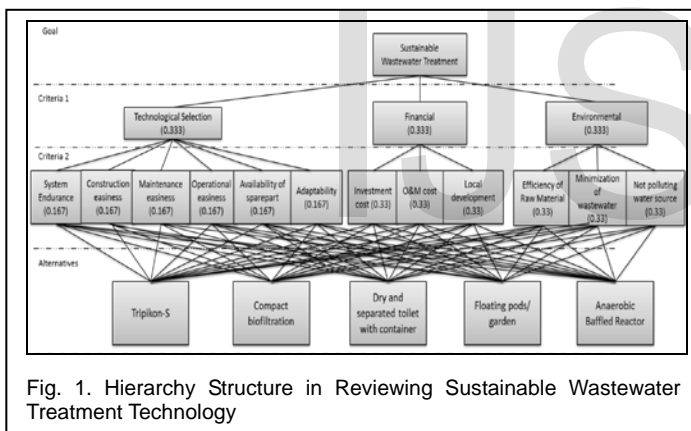 Goal
Sustainable
Wastewater Treatment
Criteria 1
Technological Selection
(0.333)
Financial
(0.333)
Environmental
(0.333)
Criteria 2
System
Endurance
(0.167)
Construction
easiness
(0.167)
Maintenance
easiness
(0.167)
Operational
easiness
(0.167)
Availability of
sparepart
(0.167)
Adaptability
(0.167)
Investment
cost (0.33)
O&M cost
(0.33)
Local
development
(0.33)
Efficiency of
Raw Material
(0.33)
Minimization
of
wastewater
(0.33)
Not polluting
water source
(0.33)
Alternatives
Tripikon-S
Compact
biofiltration
Dry and
separated toilet
with container
Floating pods/
garden
Anaerobic
Baffled Reactor
Fig. 1. Hierarchy Structure in Reviewing Sustainable Wastewater
Treatment Technology